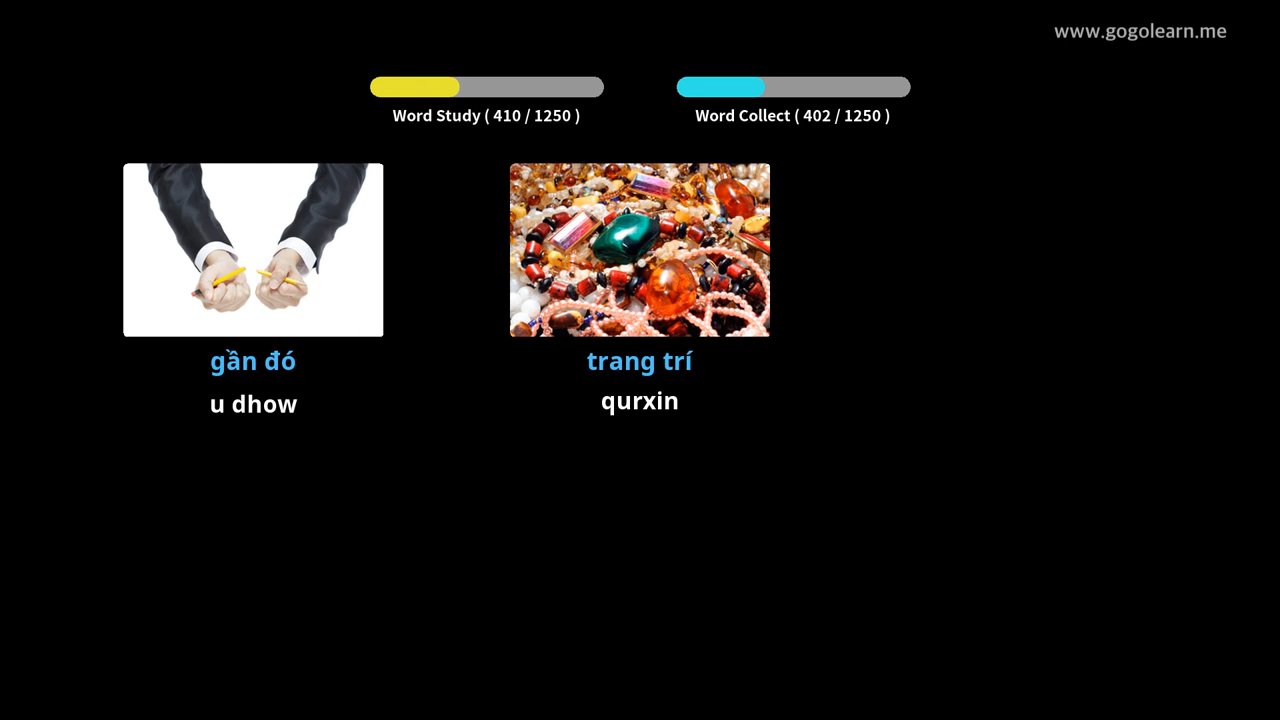 www.gogolearn.me
Word Study ( 410 / 1250 )
Word Collect ( 402 / 1250 )
gần đó
u dhow
trang trí
qurxin